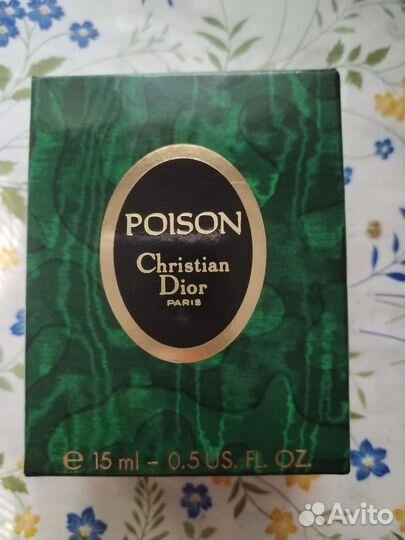 POISON
Christian
Dior
PARIS
℮ 15 ml - 0.5 US. FL. OZ.
Avito